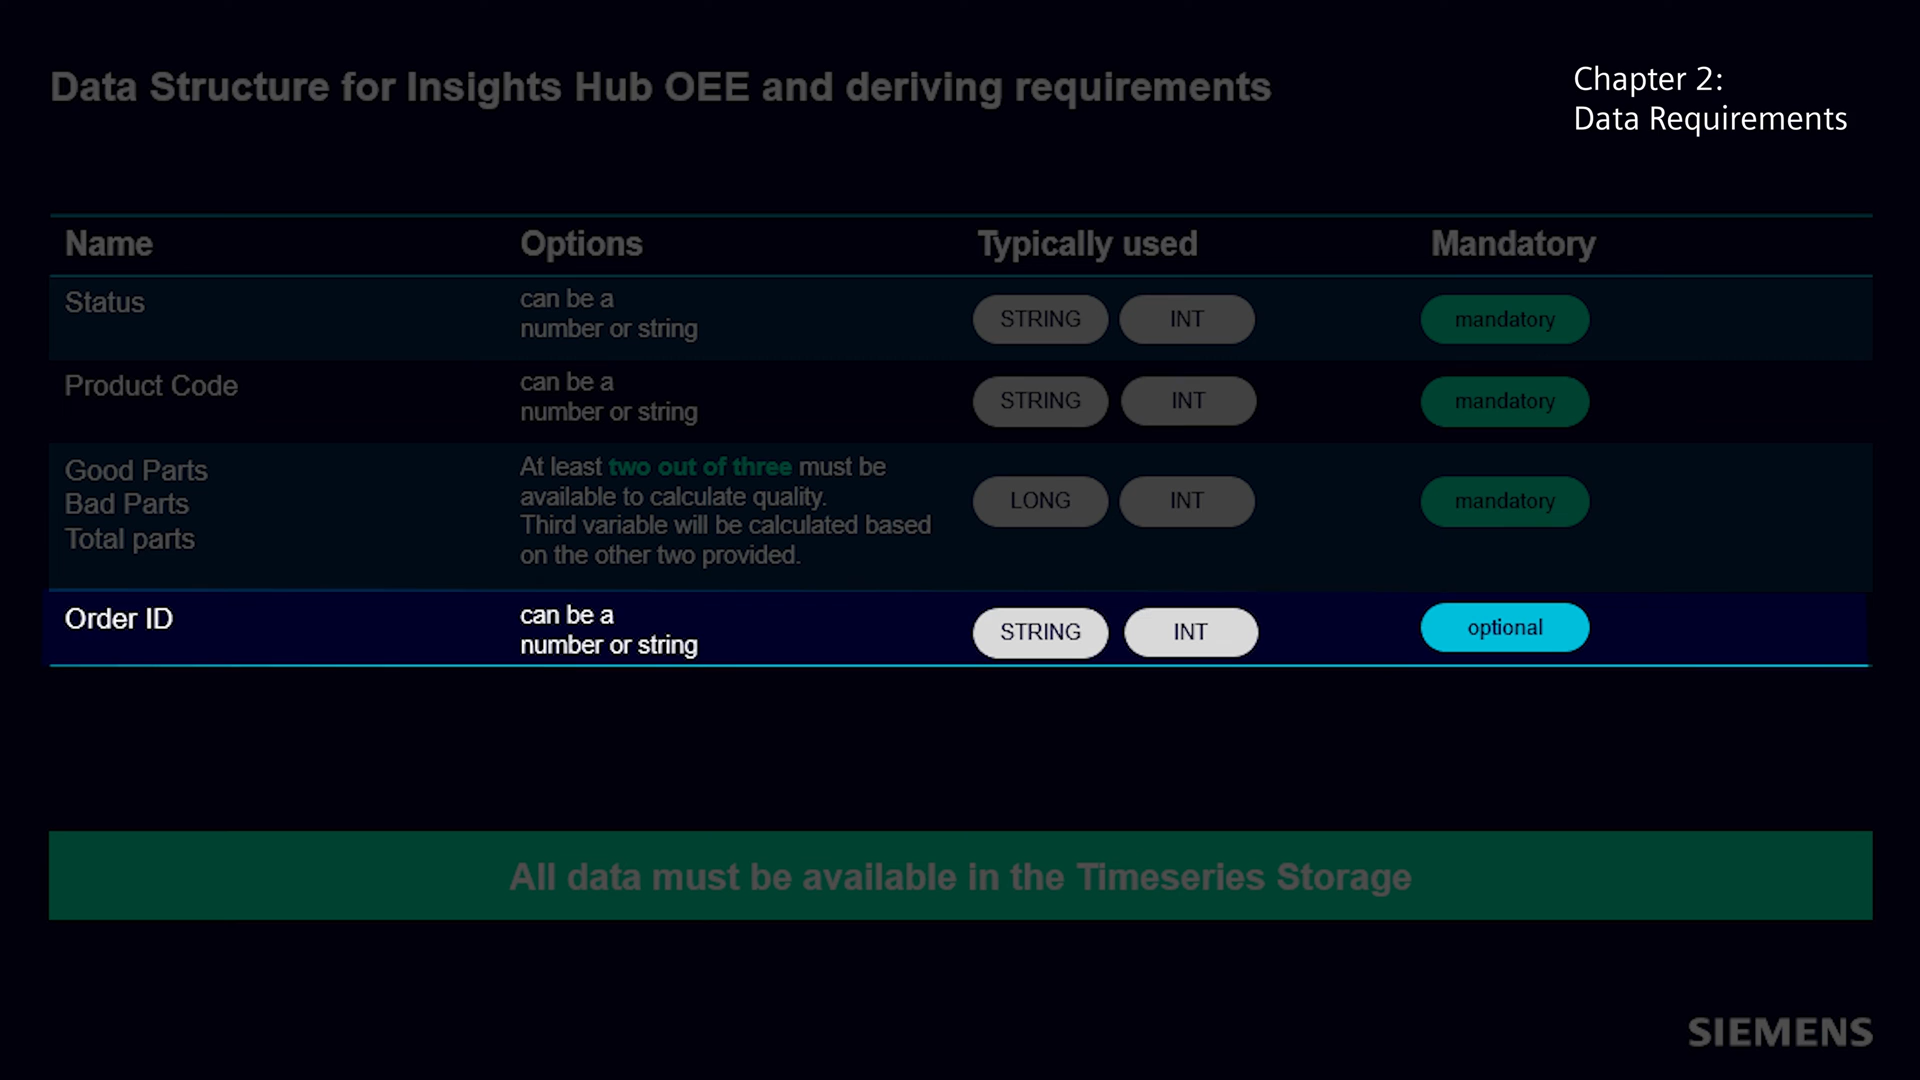 Data Structure for Insights Hub OEE and deriving requirements
Chapter 2:
Data Requirements
Name Options Typically used Mandatory
Status
can be a
number or string
STRING INT mandatory
Product Code
can be a
number or string
STRING INT mandatory
Good Parts
Bad Parts
Total parts
At least two out of three must be
available to calculate quality.
Third variable will be calculated based
on the other two provided.
LONG INT mandatory
Order ID
can be a
number or string
STRING INT optional
All data must be available in the Timeseries Storage
SIEMENS